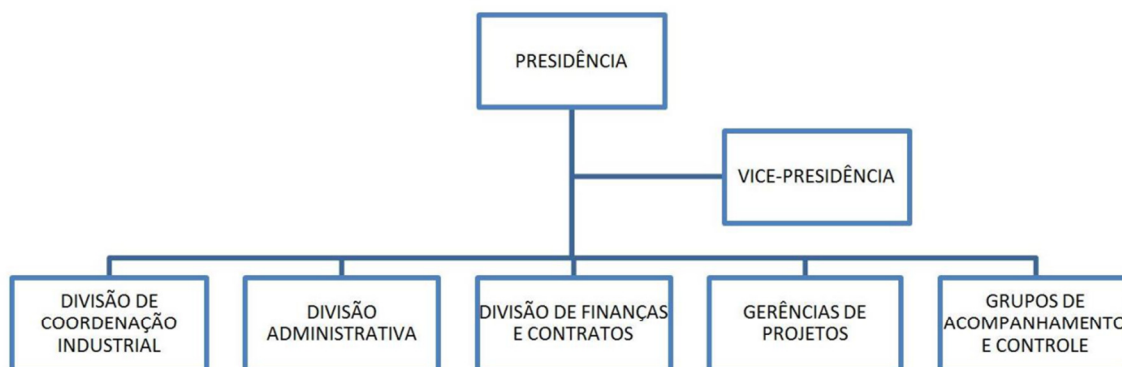 PRESIDÊNCIA
VICE-PRESIDÊNCIA
DIVISÃO DE
COORDENAÇÃO
INDUSTRIAL
DIVISÃO
ADMINISTRATIVA
DIVISÃO DE FINANÇAS
E CONTRATOS
GERÊNCIAS DE
PROJETOS
GRUPOS DE
ACOMPANHAMENTO
E CONTROLE